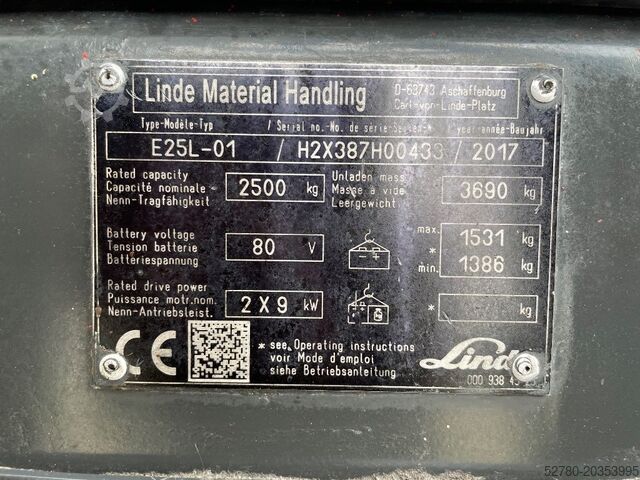 Linde Material Handling
D-63743 Aschaffenburg
Carl-von-Linde-Platz
Type-Modèle-Typ / Serial no.-No. de serie-Serien-Nr. / year-année-Baujahr
E25L-01 / H2X387H00433 / 2017
Rated capacity
Capacité nominale
Nenn-Tragfähigkeit
2500 kg
Unladen mass
Masse à vide
Leergewicht
3690 kg
Battery voltage
Tension batterie
Batteriespannung
80 V
max. 1531 kg
*
min. 1386 kg
Rated drive power
Puissance motr.nom.
Nenn-Antriebsleist.
2 X 9 kW
* kg
CE
* see Operating instructions
voir Mode d'emploi
siehe Betriebsanleitung
Linde
000 938 45
52780-20353995